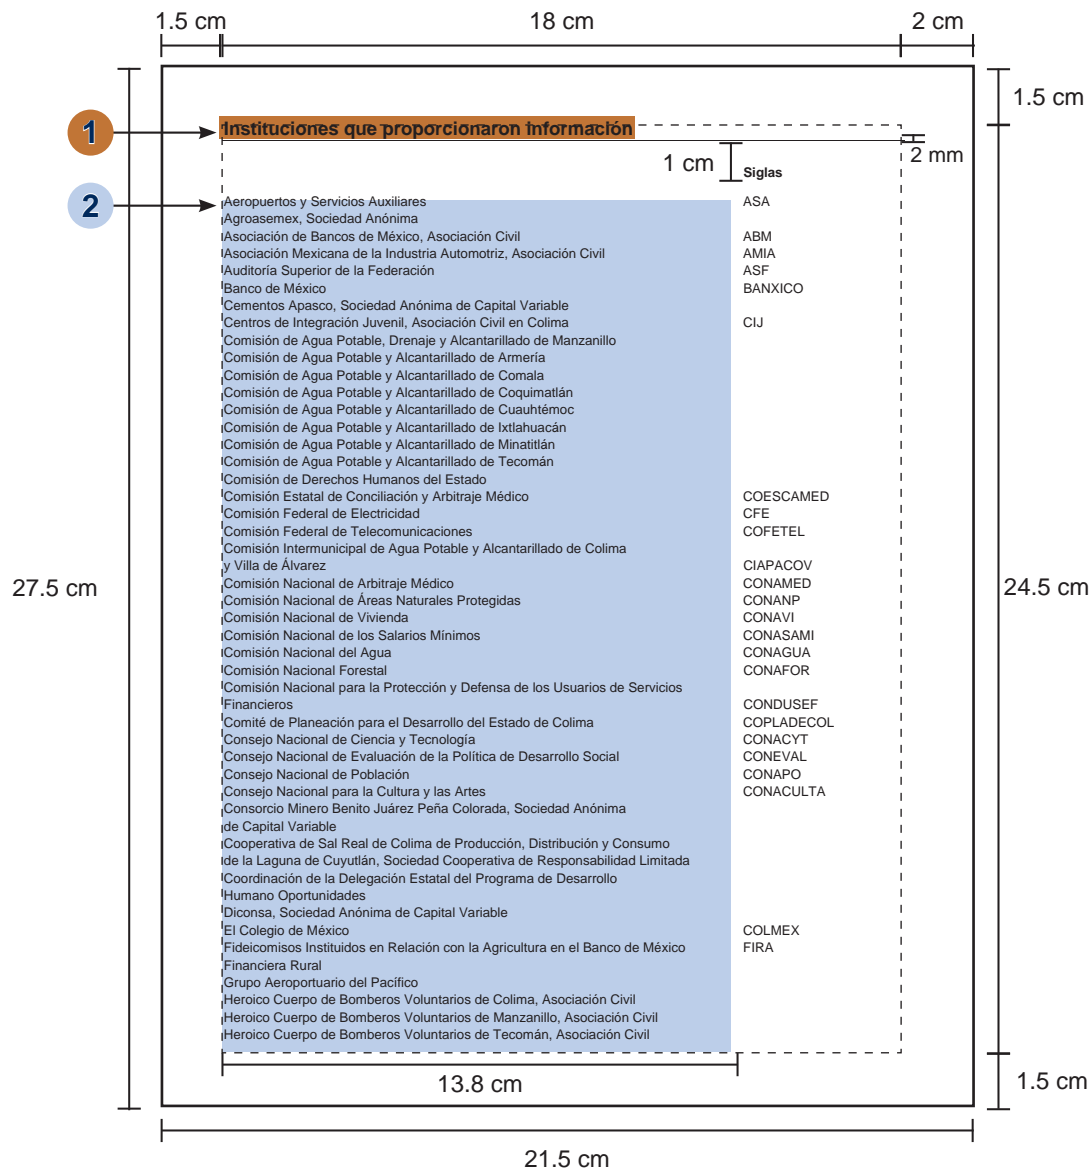 1.5 cm 18 cm 2 cm
1.5 cm
1 Instituciones que proporcionaron información
2 mm
1 cm
Siglas
2
Aeropuertos y Servicios Auxiliares ASA
Agroasemex, Sociedad Anónima
Asociación de Bancos de México, Asociación Civil ABM
Asociación Mexicana de la Industria Automotriz, Asociación Civil AMIA
Auditoría Superior de la Federación ASF
Banco de México BANXICO
Cementos Apasco, Sociedad Anónima de Capital Variable
Centros de Integración Juvenil, Asociación Civil en Colima CIJ
Comisión de Agua Potable, Drenaje y Alcantarillado de Manzanillo
Comisión de Agua Potable y Alcantarillado de Armería
Comisión de Agua Potable y Alcantarillado de Comala
Comisión de Agua Potable y Alcantarillado de Coquimatlán
Comisión de Agua Potable y Alcantarillado de Cuauhtémoc
Comisión de Agua Potable y Alcantarillado de Ixtlahuacán
Comisión de Agua Potable y Alcantarillado de Minatitlán
Comisión de Agua Potable y Alcantarillado de Tecomán
Comisión de Derechos Humanos del Estado
Comisión Estatal de Conciliación y Arbitraje Médico COESCAMED
Comisión Federal de Electricidad CFE
Comisión Federal de Telecomunicaciones COFETEL
Comisión Intermunicipal de Agua Potable y Alcantarillado de Colima
y Villa de Álvarez CIAPACOV
Comisión Nacional de Arbitraje Médico CONAMED
Comisión Nacional de Áreas Naturales Protegidas CONANP
Comisión Nacional de Vivienda CONAVI
Comisión Nacional de los Salarios Mínimos CONASAMI
Comisión Nacional del Agua CONAGUA
Comisión Nacional Forestal CONAFOR
Comisión Nacional para la Protección y Defensa de los Usuarios de Servicios
Financieros CONDUSEF
Comité de Planeación para el Desarrollo del Estado de Colima COPLADECOL
Consejo Nacional de Ciencia y Tecnología CONACYT
Consejo Nacional de Evaluación de la Política de Desarrollo Social CONEVAL
Consejo Nacional de Población CONAPO
Consejo Nacional para la Cultura y las Artes CONACULTA
Consorcio Minero Benito Juárez Peña Colorada, Sociedad Anónima
de Capital Variable
Cooperativa de Sal Real de Colima de Producción, Distribución y Consumo
de la Laguna de Cuyutlán, Sociedad Cooperativa de Responsabilidad Limitada
Coordinación de la Delegación Estatal del Programa de Desarrollo
Humano Oportunidades
Diconsa, Sociedad Anónima de Capital Variable
El Colegio de México COLMEX
Fideicomisos Instituidos en Relación con la Agricultura en el Banco de México FIRA
Financiera Rural
Grupo Aeroportuario del Pacífico
Heroico Cuerpo de Bomberos Voluntarios de Colima, Asociación Civil
Heroico Cuerpo de Bomberos Voluntarios de Manzanillo, Asociación Civil
Heroico Cuerpo de Bomberos Voluntarios de Tecomán, Asociación Civil
27.5 cm
24.5 cm
13.8 cm
1.5 cm
21.5 cm